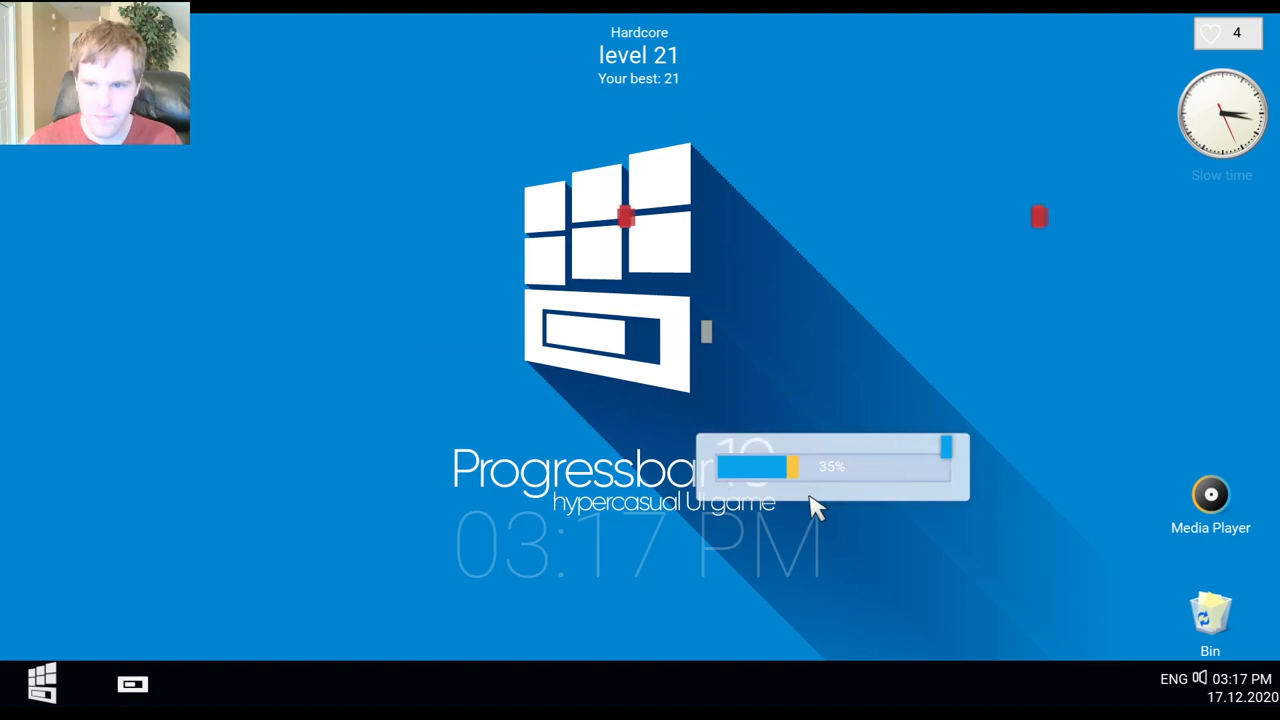 Hardcore
level 21
Your best: 21
4
Slow time
35%
Progressbar 10
hypercasual UI game
03:17 PM
Media Player
Bin
ENG 03:17 PM
17.12.2020